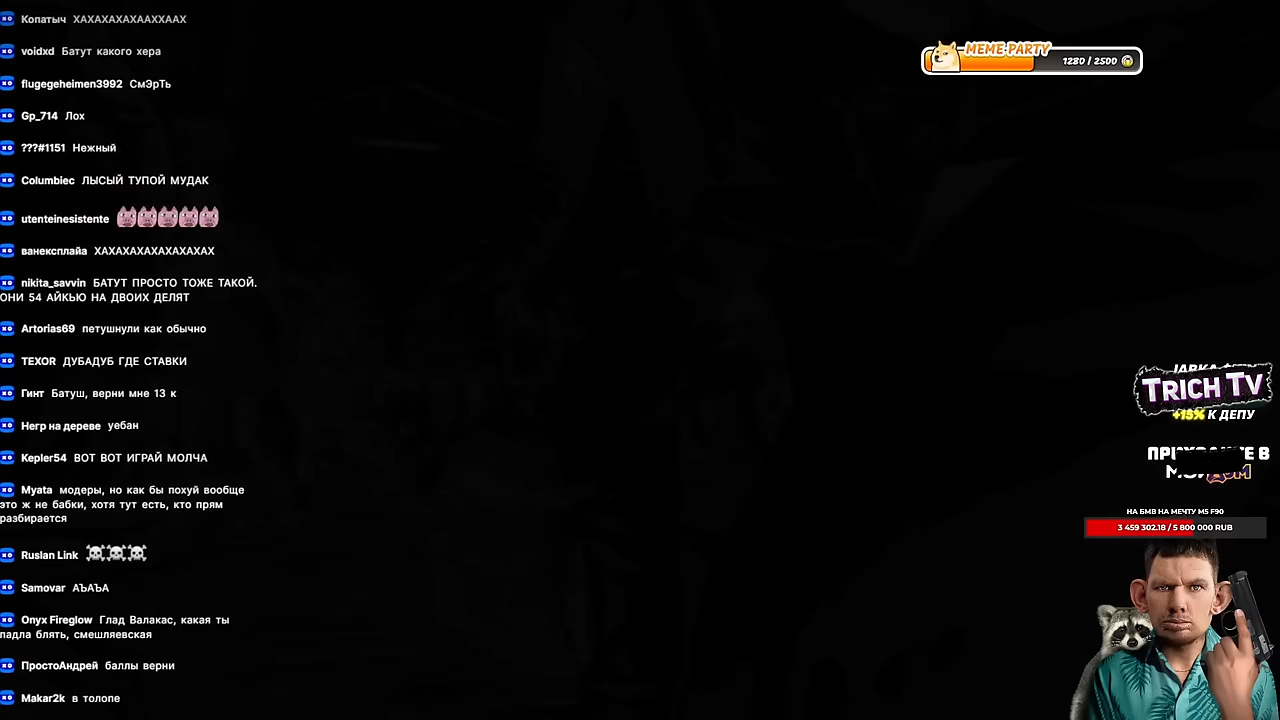 Копатыч ХАХАХАХАХААХХААХ
voidxd Батут какого хера
flugegeheimen3992 СмЭрТь
Gp_714 Лох
???#1151 Нежный
Columbiec ЛЫСЫЙ ТУПОЙ МУДАК
utenteinesistente
ванексплайа ХАХАХАХАХАХАХАХАХ
nikita_savvin БАТУТ ПРОСТО ТОЖЕ ТАКОЙ.
ОНИ 54 АЙКЬЮ НА ДВОИХ ДЕЛЯТ
Artorias69 петушнули как обычно
TEXOR ДУБАДУБ ГДЕ СТАВКИ
Гинт Батуш, верни мне 13 к
Негр на дереве уебан
Kepler54 ВОТ ВОТ ИГРАЙ МОЛЧА
Myata модеры, но как бы похуй вообще
это ж не бабки, хотя тут есть, кто прям
разбирается
Ruslan Link
Samovar АЪАЪА
Onyx Fireglow Глад Валакас, какая ты
падла блять, смешляевская
ПростоАндрей баллы верни
Makar2k в толопе
MEME PARTY
1280 / 2500
TRICH TV
+15% К ДЕПУ
НА БМВ НА МЕЧТУ M5 F90
3 459 302.18 / 5 800 000 RUB